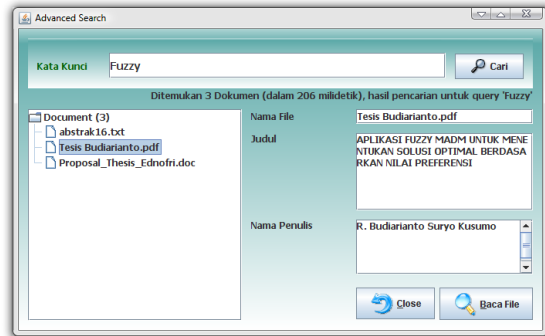 Advanced Search
Kata Kunci
Fuzzy
Cari
Ditemukan 3 Dokumen (dalam 206 milidetik), hasil pencarian untuk query 'Fuzzy'
Document (3)
abstrak16.txt
Tesis Budiarianto.pdf
Proposal_Thesis_Ednofri.doc
Nama File
Tesis Budiarianto.pdf
Judul
APLIKASI FUZZY MADM UNTUK MENE
NTUKAN SOLUSI OPTIMAL BERDASA
RKAN NILAI PREFERENSI
Nama Penulis
R. Budiarianto Suryo Kusumo
Close
Baca File